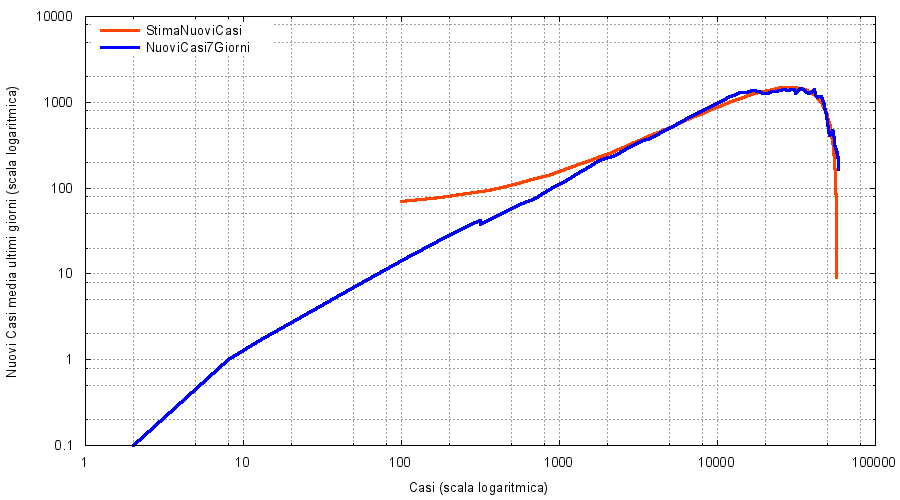 10000
1000
100
10
1
0.1
StimaNuoviCasi
NuoviCasi7Giorni
Nuovi Casi media ultimi giorni (scala logaritmica)
1 10 100 1000 10000 100000
Casi (scala logaritmica)